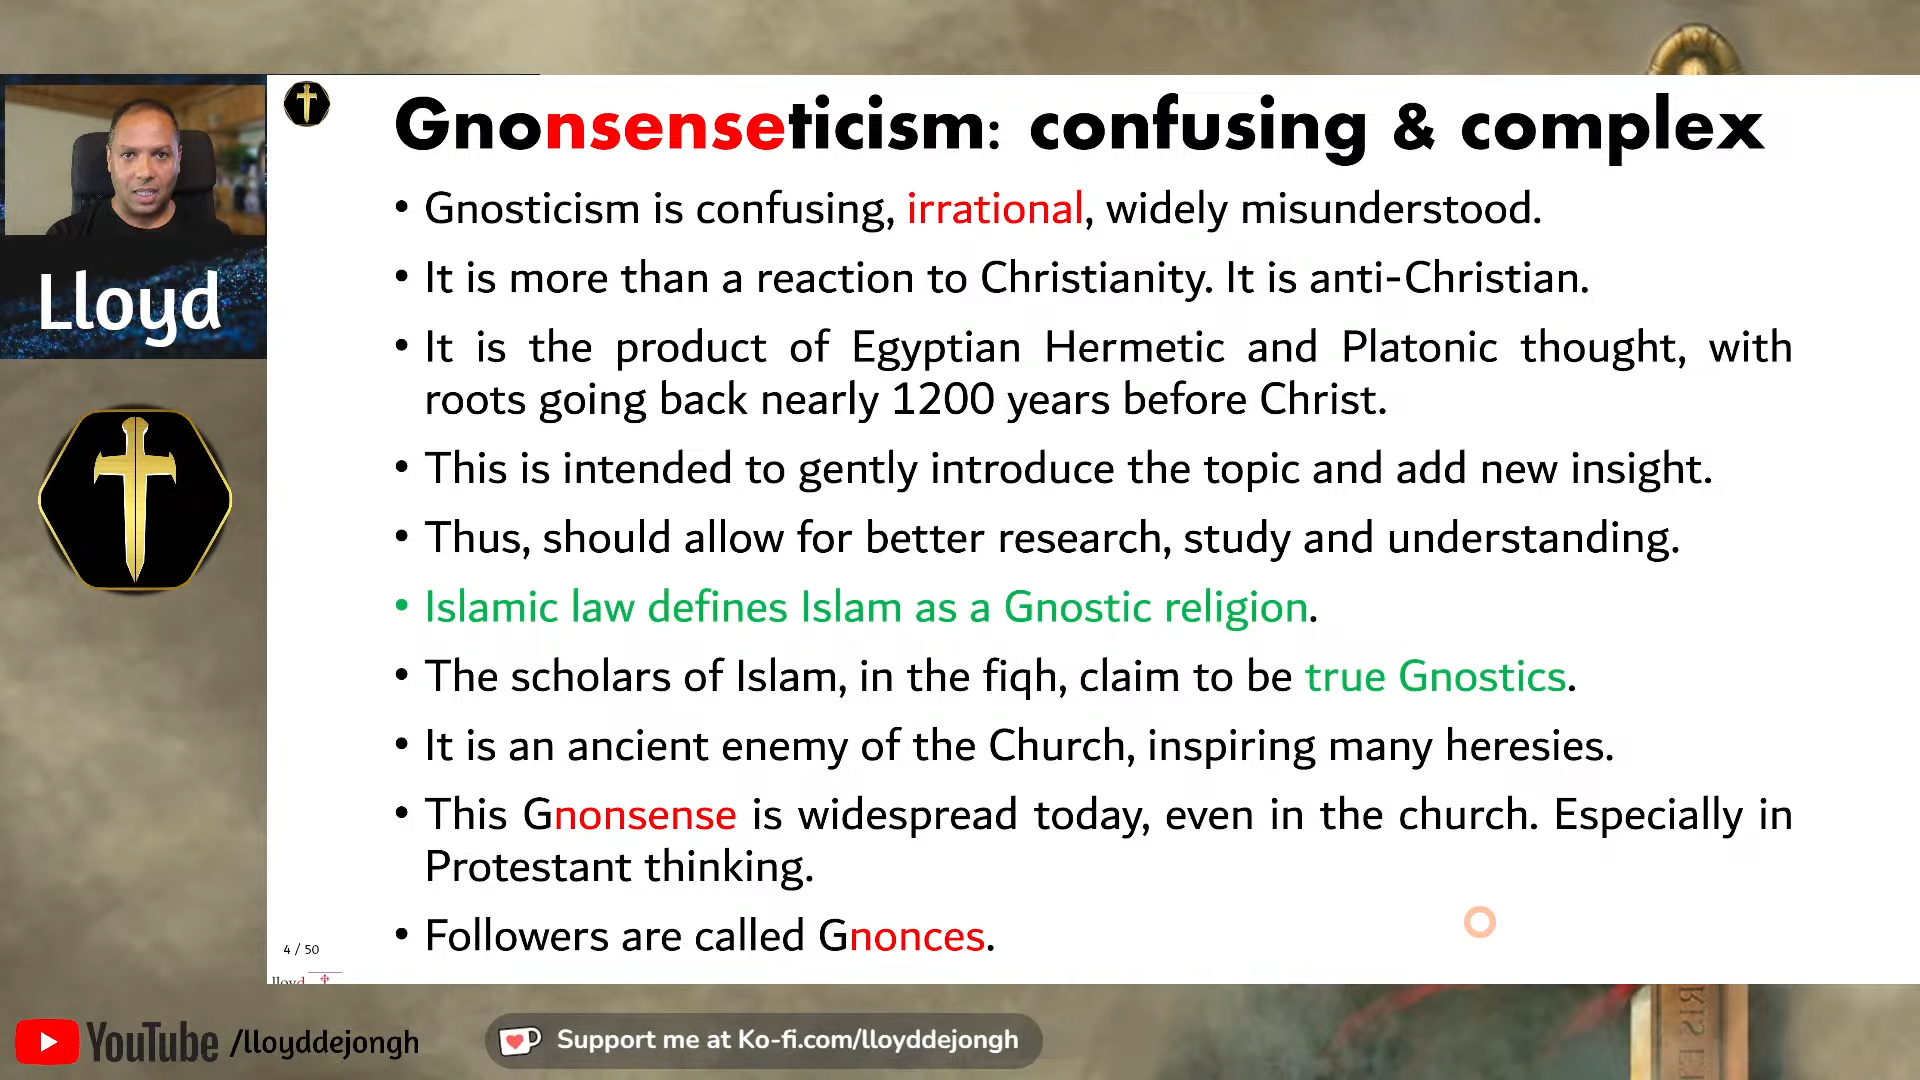 Gnonsenseticism: confusing & complex
• Gnosticism is confusing, irrational, widely misunderstood.
• It is more than a reaction to Christianity. It is anti-Christian.
• It is the product of Egyptian Hermetic and Platonic thought, with
roots going back nearly 1200 years before Christ.
• This is intended to gently introduce the topic and add new insight.
• Thus, should allow for better research, study and understanding.
• Islamic law defines Islam as a Gnostic religion.
• The scholars of Islam, in the fiqh, claim to be true Gnostics.
• It is an ancient enemy of the Church, inspiring many heresies.
• This Gnonsense is widespread today, even in the church. Especially in
Protestant thinking.
• Followers are called Gnonces.
4 / 50
lloyd
Lloyd
YouTube /lloyddejongh
Support me at Ko-fi.com/lloyddejongh